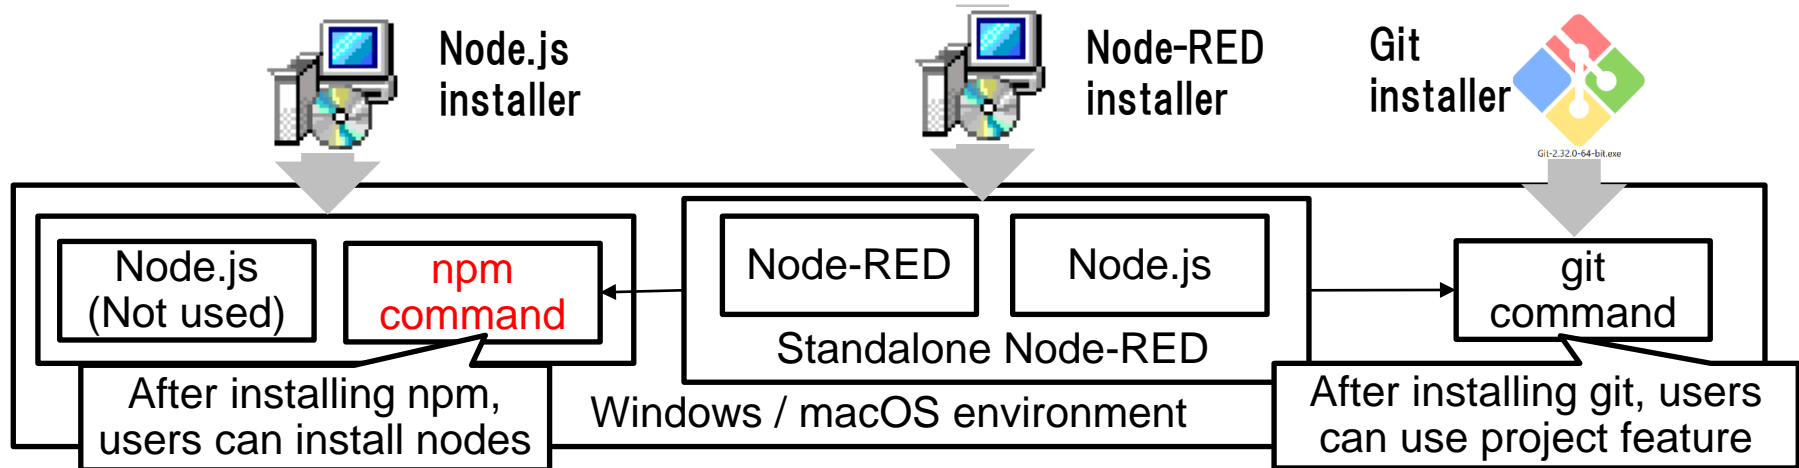 Node.js
installer
Node-RED
installer
Git
installer
Git-2.32.0-64-bit.exe
Node.js
(Not used)
npm
command
Node-RED
Node.js
Standalone Node-RED
git
command
After installing npm,
users can install nodes
Windows / macOS environment
After installing git, users
can use project feature